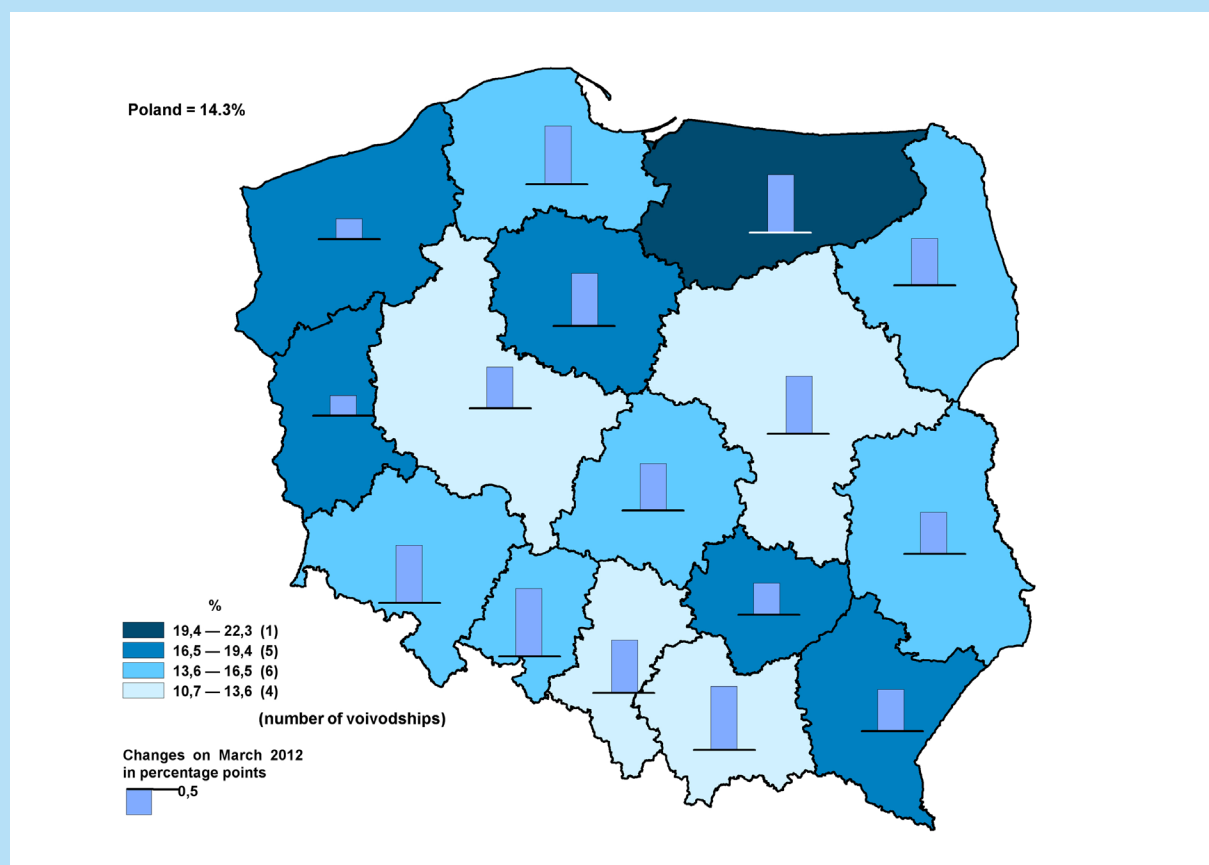 Poland = 14.3%
%
19,4 — 22,3 (1)
16,5 — 19,4 (5)
13,6 — 16,5 (6)
10,7 — 13,6 (4)
(number of voivodships)
Changes on March 2012
in percentage points
0,5